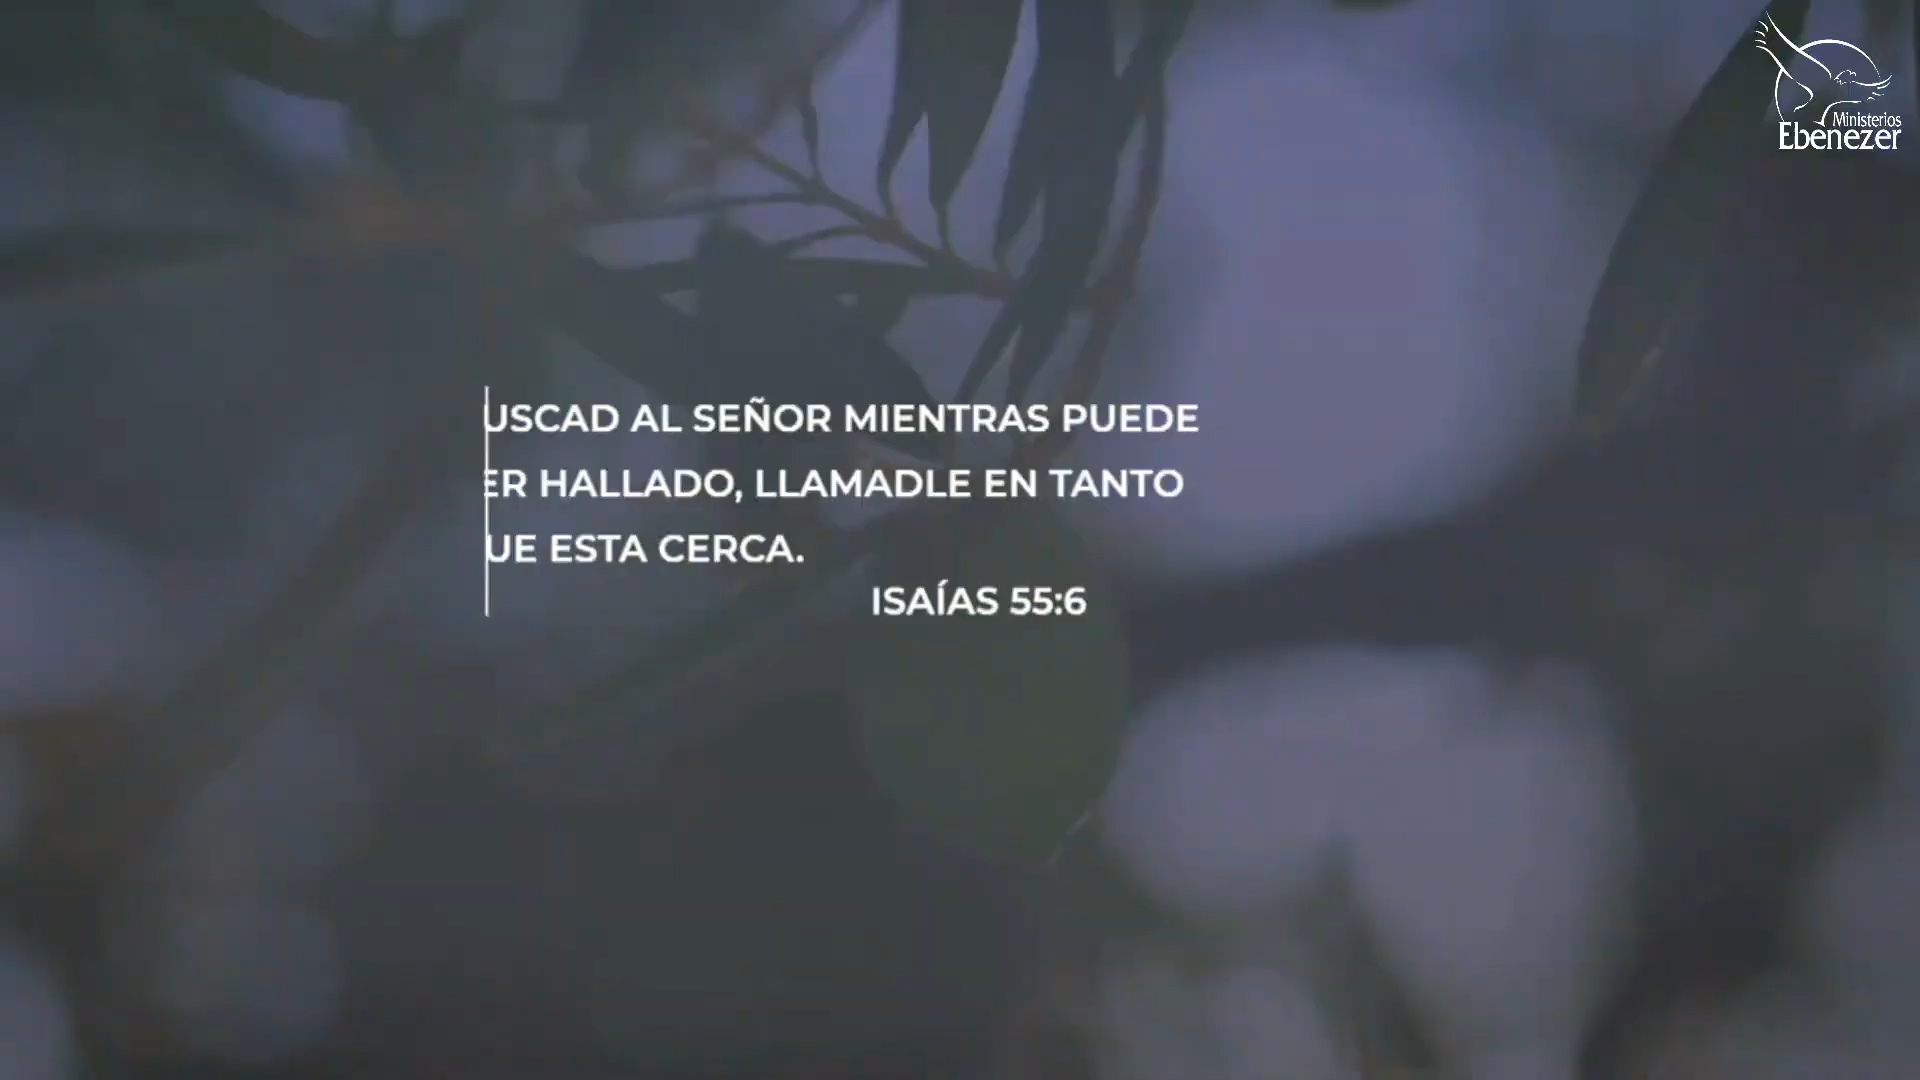 USCAD AL SEÑOR MIENTRAS PUEDE
ER HALLADO, LLAMADLE EN TANTO
UE ESTA CERCA.
ISAÍAS 55:6
Ministerios
Ebenezer